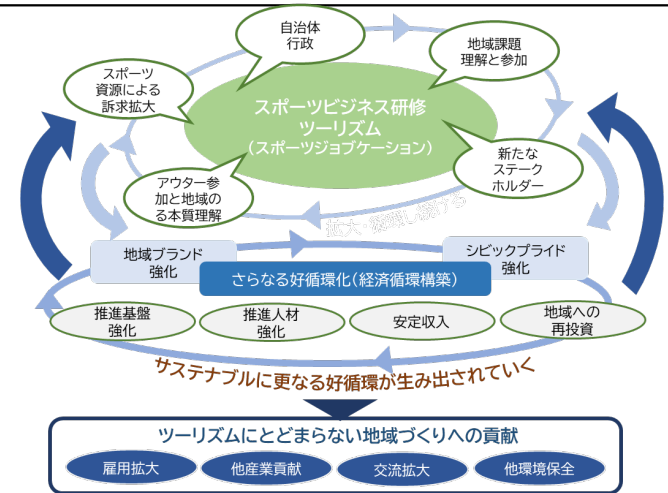 自治体
行政
地域課題
理解と参加
スポーツ
資源による
訴求拡大
スポーツビジネス研修
ツーリズム
(スポーツジョブケーション)
新たな
ステーク
ホルダー
アウター参
加と地域の
る本質理解
拡大・循環し続ける
地域ブランド
強化
シビックプライド
強化
さらなる好循環化(経済循環構築)
推進基盤
強化
推進人材
強化
安定収入
地域への
再投資
サステナブルに更なる好循環が生み出されていく
ツーリズムにとどまらない地域づくりへの貢献
雇用拡大
他産業貢献
交流拡大
他環境保全